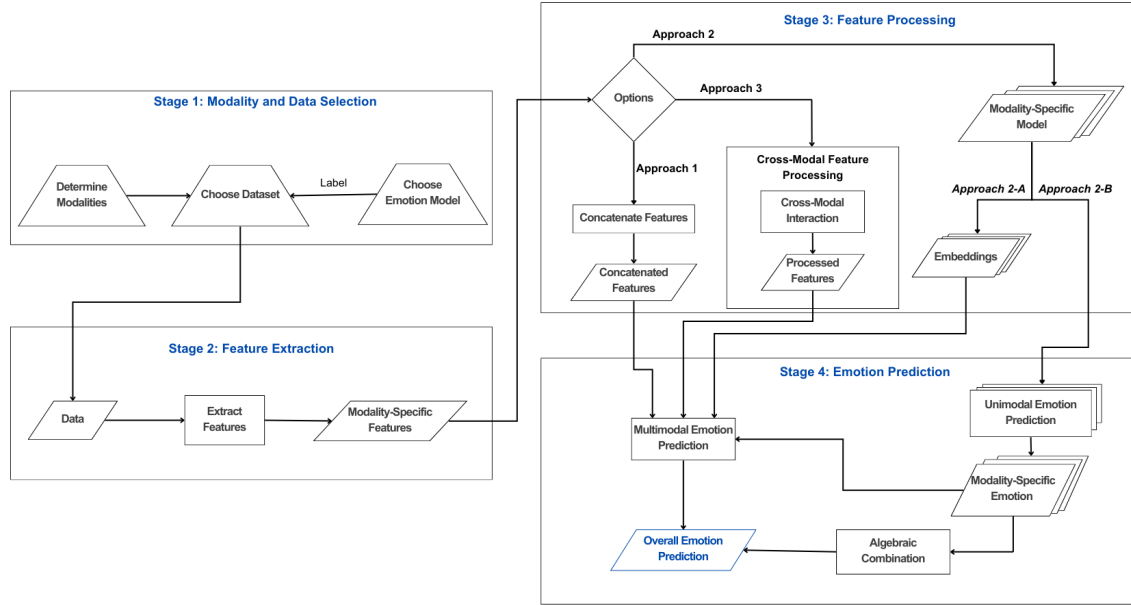 Stage 1: Modality and Data Selection
Determine
Modalities
Choose Dataset
Label
Choose
Emotion Model
Stage 2: Feature Extraction
Data
Extract
Features
Modality-Specific
Features
Stage 3: Feature Processing
Approach 2
Options
Approach 3
Approach 1
Modality-Specific
Model
Concatenate Features
Concatenated
Features
Cross-Modal Feature
Processing
Cross-Modal
Interaction
Processed
Features
Approach 2-A
Approach 2-B
Embeddings
Stage 4: Emotion Prediction
Unimodal Emotion
Prediction
Multimodal Emotion
Prediction
Modality-Specific
Emotion
Overall Emotion
Prediction
Algebraic
Combination